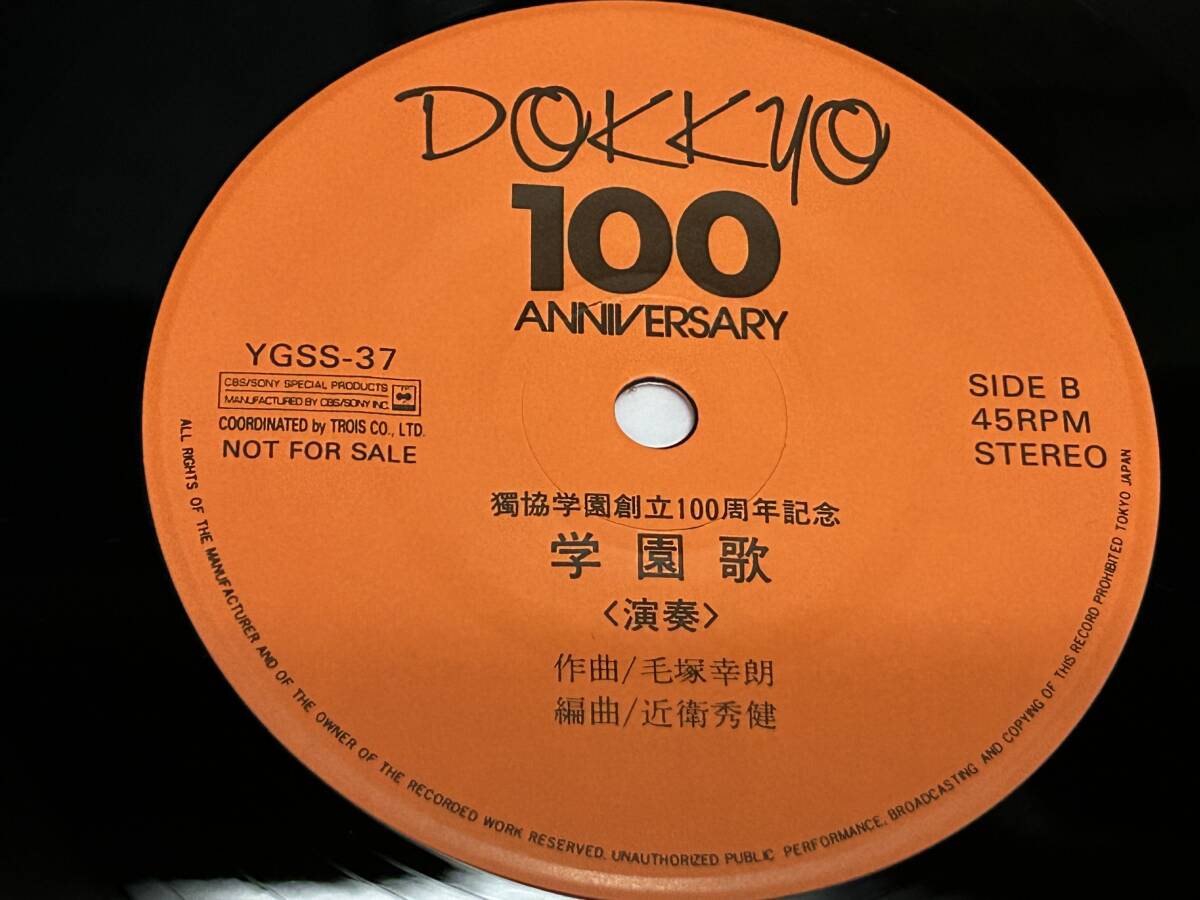 DOKKYO
100
ANNIVERSARY
YGSS-37
CBS/SONY SPECIAL PRODUCTS
MANUFACTURED BY CBS/SONY INC.
COORDINATED by TROIS CO., LTD.
NOT FOR SALE
SIDE B
45RPM
STEREO
獨協学園創立100周年記念
学園歌
〈演奏〉
作曲/毛塚幸朗
編曲/近衛秀健
ALL RIGHTS OF THE MANUFACTURER AND OF THE OWNER OF THE RECORDED WORK RESERVED. UNAUTHORIZED PUBLIC PERFORMANCE, BROADCASTING AND COPYING OF THIS RECORD PROHIBITED TOKYO JAPAN